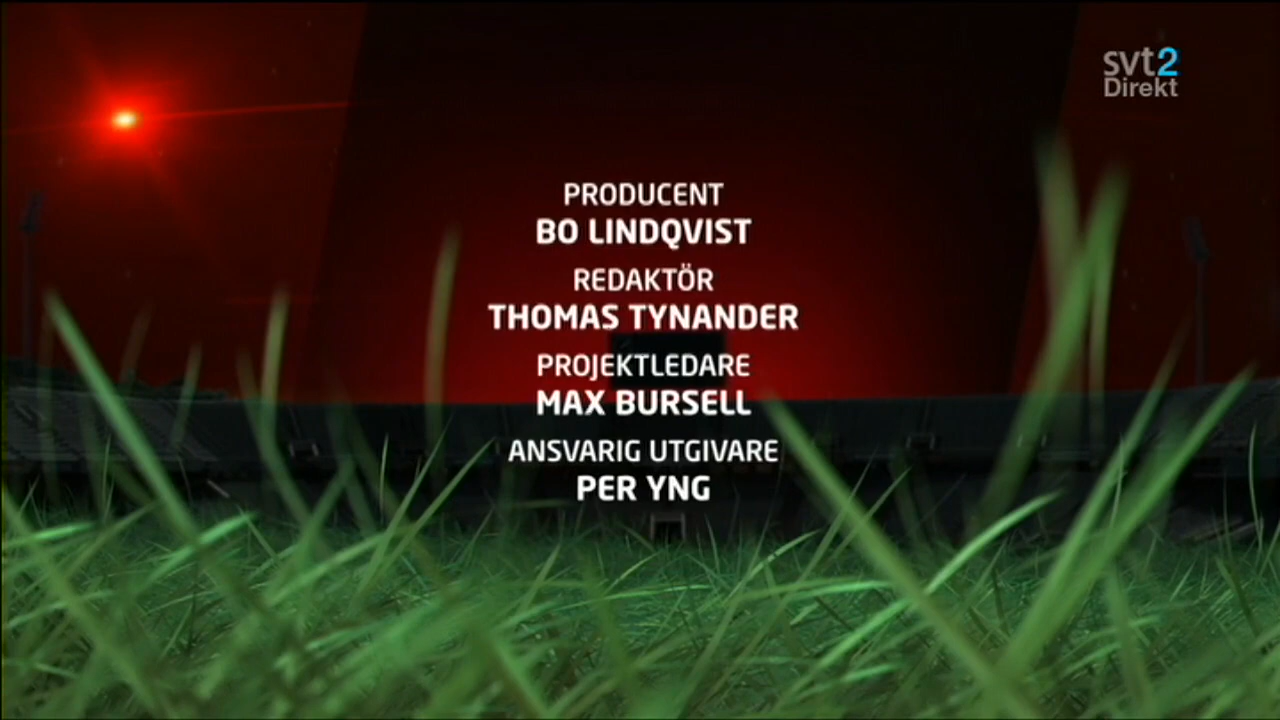 svt2
Direkt
PRODUCENT
BO LINDQVIST
REDAKTÖR
THOMAS TYNANDER
PROJEKTLEDARE
MAX BURSELL
ANSVARIG UTGIVARE
PER YNG